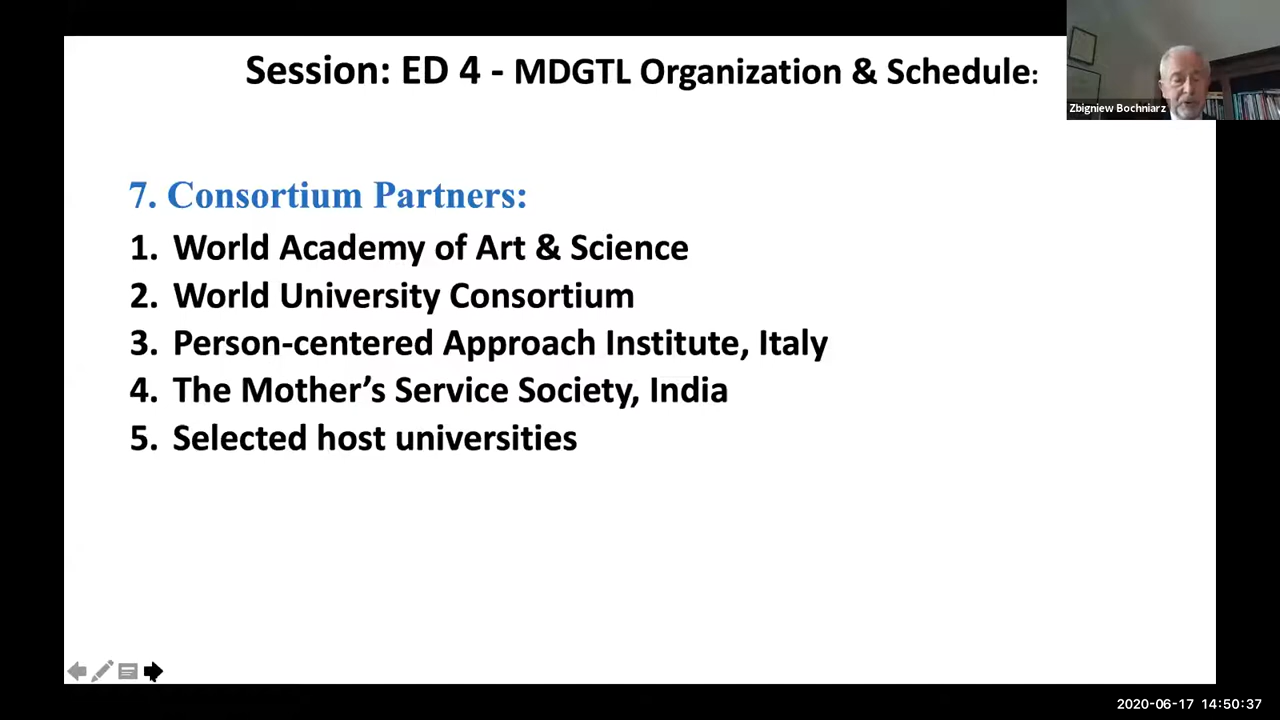 Session: ED 4 - MDGTL Organization & Schedule:
Zbigniew Bochniarz
7. Consortium Partners:
1. World Academy of Art & Science
2. World University Consortium
3. Person-centered Approach Institute, Italy
4. The Mother’s Service Society, India
5. Selected host universities
2020-06-17 14:50:37